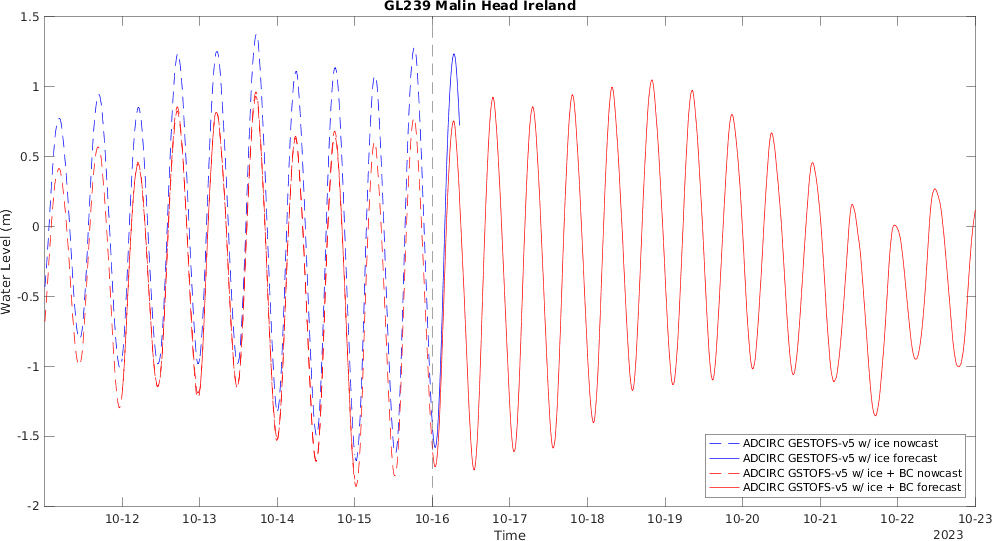 GL239 Malin Head Ireland
1.5
1
0.5
0
-0.5
-1
-1.5
-2
Water Level (m)
ADCIRC GESTOFS-v5 w/ ice nowcast
ADCIRC GESTOFS-v5 w/ ice forecast
ADCIRC GSTOFS-v5 w/ ice + BC nowcast
ADCIRC GSTOFS-v5 w/ ice + BC forecast
10-12 10-13 10-14 10-15 10-16 10-17 10-18 10-19 10-20 10-21 10-22 10-23
Time
2023